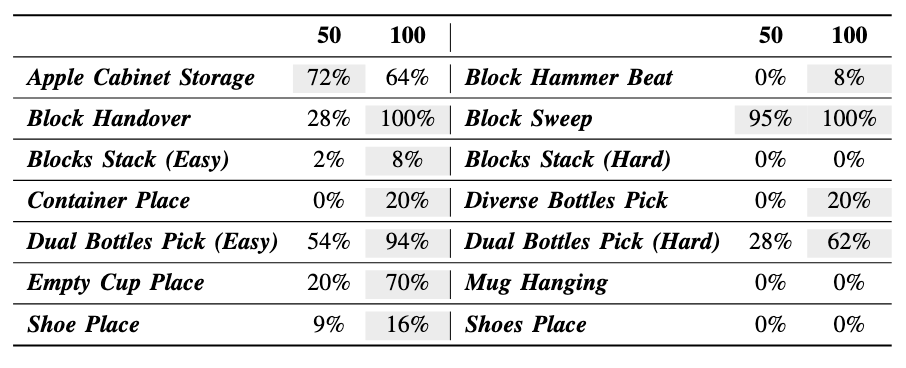 50 100 50 100
Apple Cabinet Storage 72% 64% Block Hammer Beat 0% 8%
Block Handover 28% 100% Block Sweep 95% 100%
Blocks Stack (Easy) 2% 8% Blocks Stack (Hard) 0% 0%
Container Place 0% 20% Diverse Bottles Pick 0% 20%
Dual Bottles Pick (Easy) 54% 94% Dual Bottles Pick (Hard) 28% 62%
Empty Cup Place 20% 70% Mug Hanging 0% 0%
Shoe Place 9% 16% Shoes Place 0% 0%